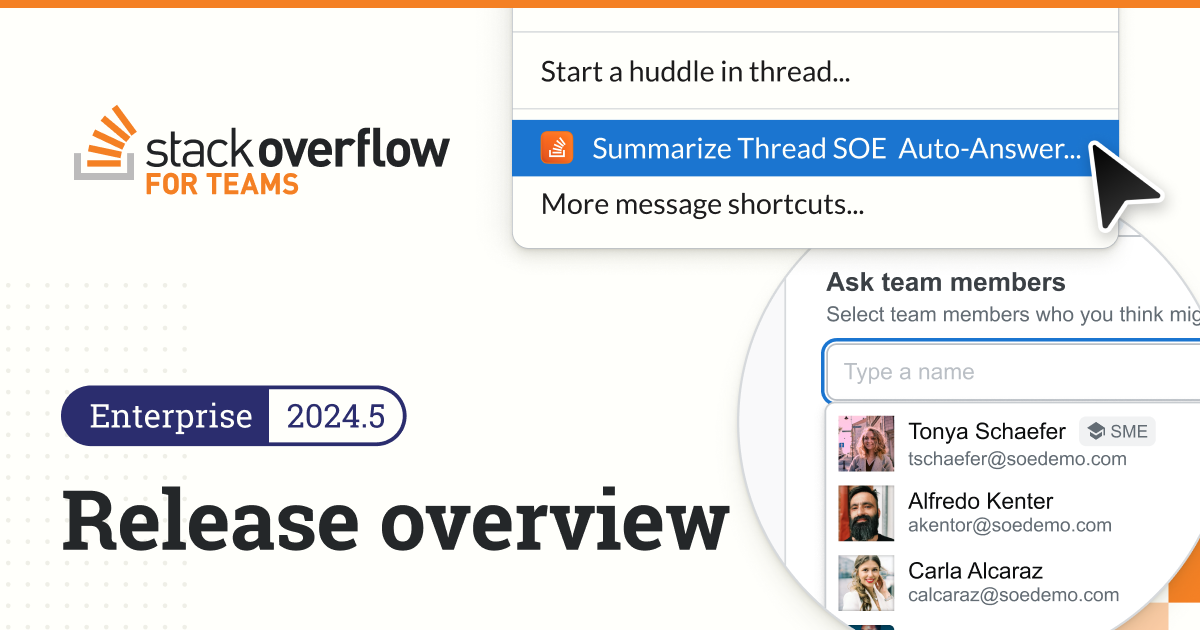 stackoverflow
FOR TEAMS
Start a huddle in thread...
Summarize Thread SOE Auto-Answer...
More message shortcuts...
Enterprise 2024.5
Release overview
Ask team members
Select team members who you think mig
Type a name
Tonya Schaefer SME
tschaefer@soedemo.com
Alfredo Kenter
akentor@soedemo.com
Carla Alcaraz
calcaraz@soedemo.com